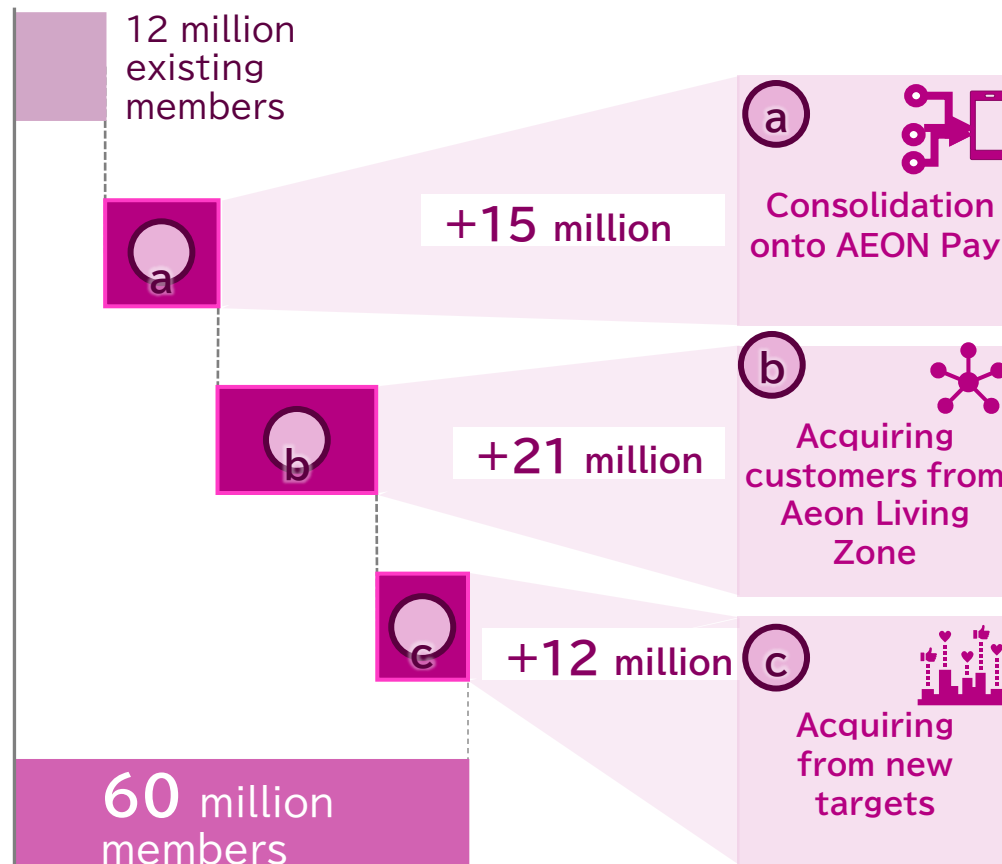 12 million
existing
members
a
+15 million
a
Consolidation
onto AEON Pay
b
+21 million
b
Acquiring
customers from
Aeon Living
Zone
c
+12 million
c
Acquiring
from new
targets
60 million
members